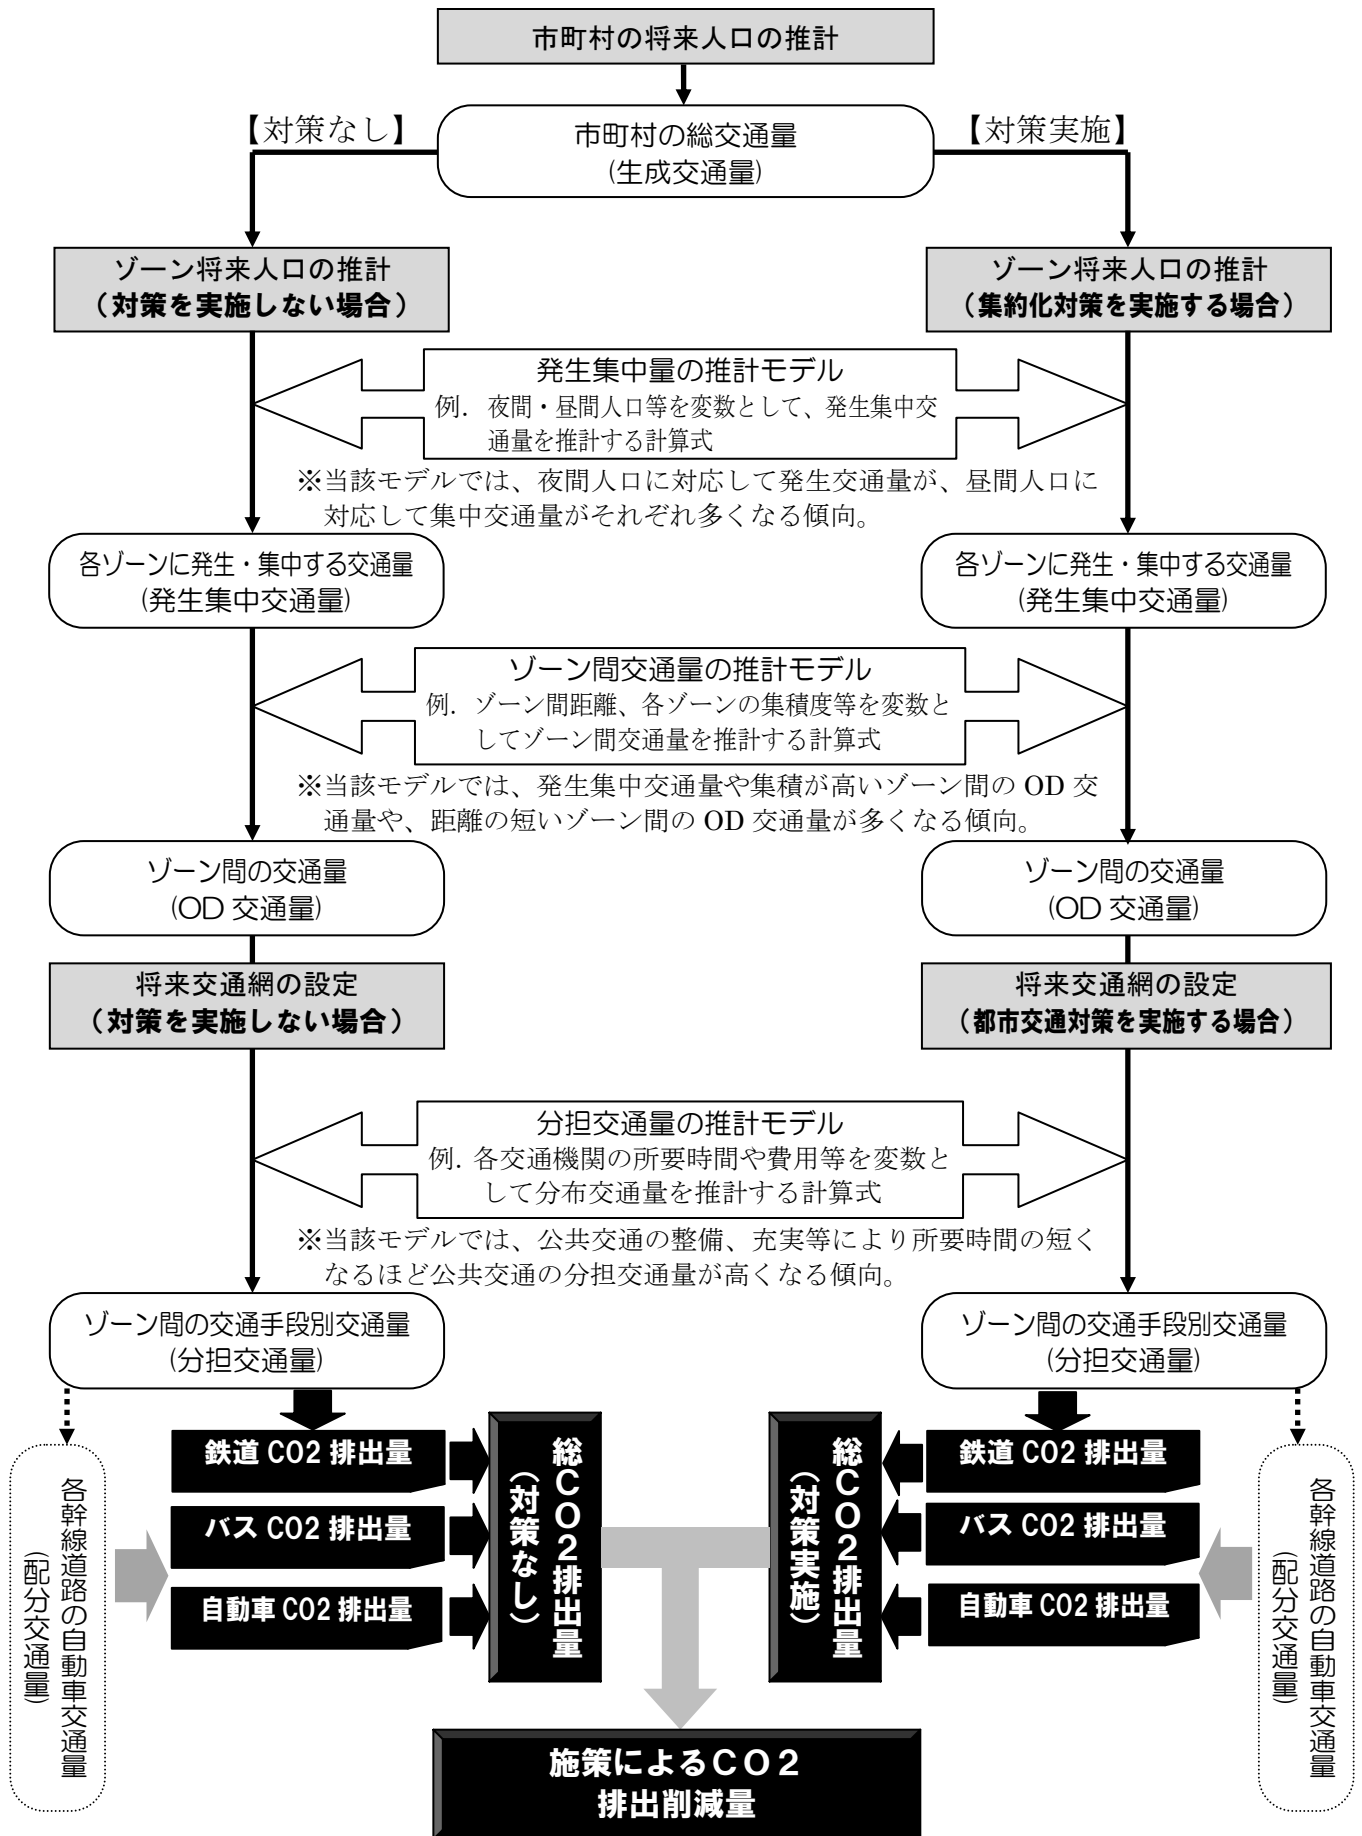 市町村の将来人口の推計
【対策なし】
市町村の総交通量
(生成交通量)
【対策実施】
ゾーン将来人口の推計
（対策を実施しない場合）
ゾーン将来人口の推計
（集約化対策を実施する場合）
発生集中量の推計モデル
例．夜間・昼間人口等を変数として、発生集中交
通量を推計する計算式
※当該モデルでは、夜間人口に対応して発生交通量が、昼間人口に
対応して集中交通量がそれぞれ多くなる傾向。
各ゾーンに発生・集中する交通量
(発生集中交通量)
各ゾーンに発生・集中する交通量
(発生集中交通量)
ゾーン間交通量の推計モデル
例．ゾーン間距離、各ゾーンの集積度等を変数と
してゾーン間交通量を推計する計算式
※当該モデルでは、発生集中交通量や集積が高いゾーン間の OD 交
通量や、距離の短いゾーン間の OD 交通量が多くなる傾向。
ゾーン間の交通量
(OD 交通量)
ゾーン間の交通量
(OD 交通量)
将来交通網の設定
（対策を実施しない場合）
将来交通網の設定
（都市交通対策を実施する場合）
分担交通量の推計モデル
例. 各交通機関の所要時間や費用等を変数と
して分布交通量を推計する計算式
※当該モデルでは、公共交通の整備、充実等により所要時間の短く
なるほど公共交通の分担交通量が高くなる傾向。
ゾーン間の交通手段別交通量
(分担交通量)
ゾーン間の交通手段別交通量
(分担交通量)
各幹線道路の自動車交通量
(配分交通量)
鉄道 CO2 排出量
バス CO2 排出量
自動車 CO2 排出量
総ＣＯ２排出量
（対策なし）
総ＣＯ２排出量
（対策実施）
鉄道 CO2 排出量
バス CO2 排出量
自動車 CO2 排出量
各幹線道路の自動車交通量
(配分交通量)
施策によるＣＯ２
排出削減量